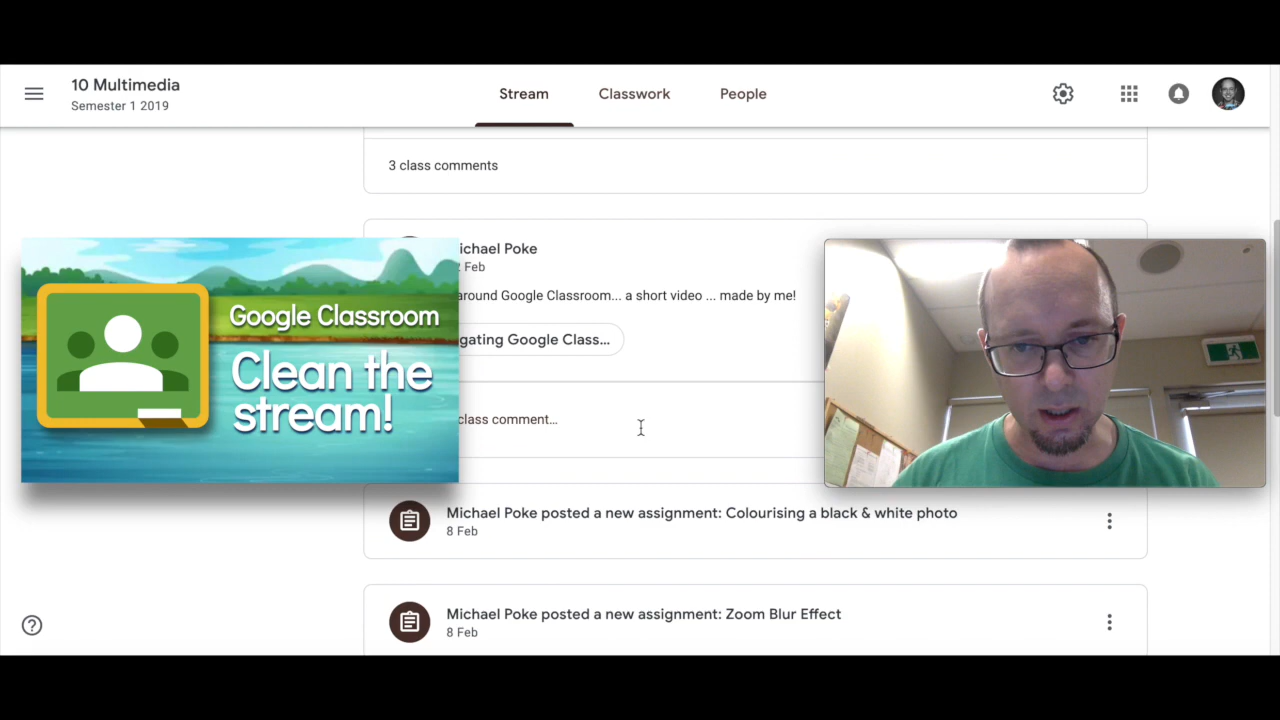 10 Multimedia
Semester 1 2019
Stream
Classwork
People
3 class comments
ichael Poke
Feb
around Google Classroom... a short video ... made by me!
gating Google Class...
class comment...
Google Classroom
Clean the
stream!
Michael Poke posted a new assignment: Colourising a black & white photo
8 Feb
Michael Poke posted a new assignment: Zoom Blur Effect
8 Feb